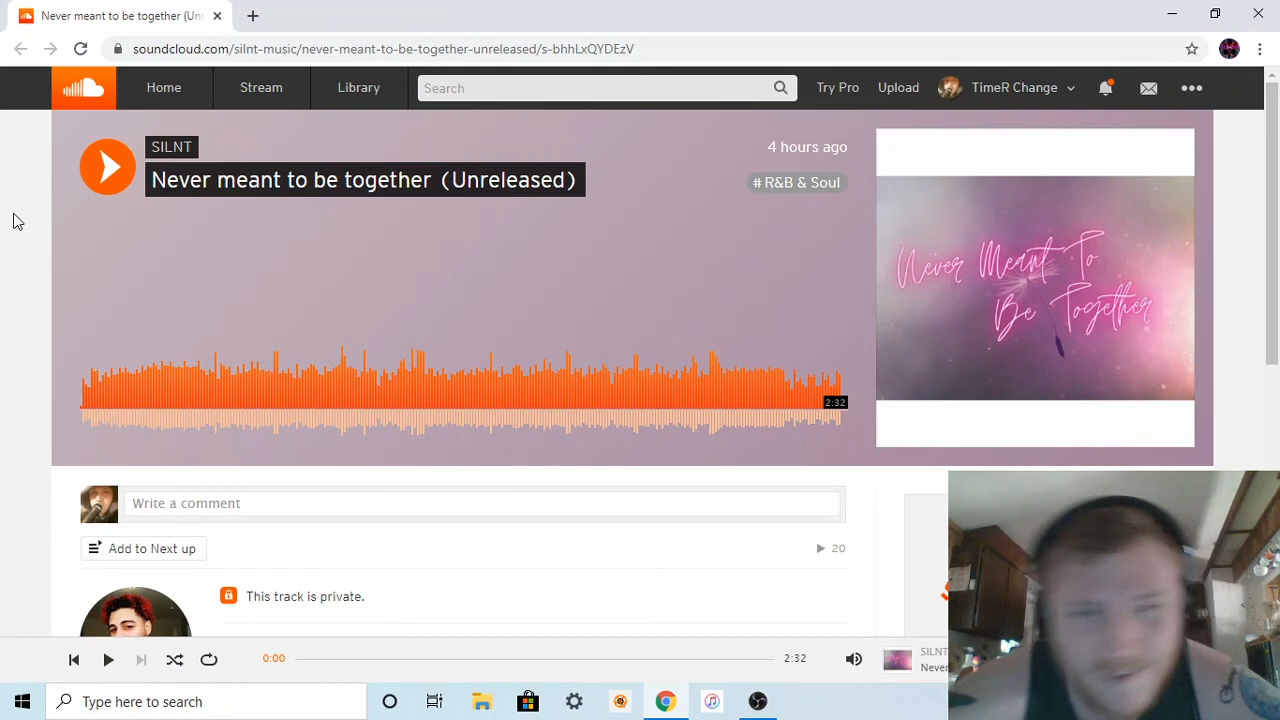 Never meant to be together (Un
soundcloud.com/silnt-music/never-meant-to-be-together-unreleased/s-bhhLxQYDEzV
Home
Stream
Library
Search
Try Pro
Upload
TimeR Change
SILNT
4 hours ago
Never meant to be together (Unreleased)
# R&B & Soul
Never Meant To
Be Together
2:32
Write a comment
Add to Next up
20
This track is private.
0:00
2:32
SILNT
Never
Type here to search